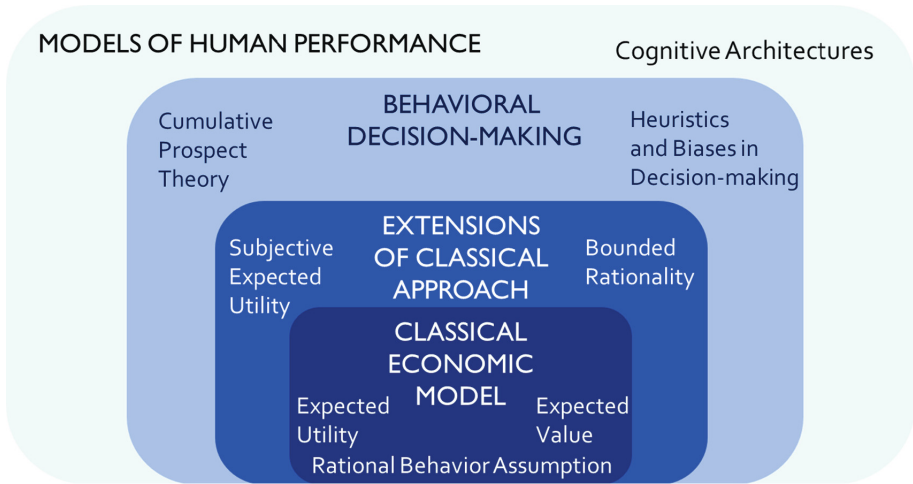 MODELS OF HUMAN PERFORMANCE
Cognitive Architectures
BEHAVIORAL
DECISION-MAKING
Cumulative
Prospect
Theory
Heuristics
and Biases in
Decision-making
EXTENSIONS
OF CLASSICAL
APPROACH
Subjective
Expected
Utility
Bounded
Rationality
CLASSICAL
ECONOMIC
MODEL
Expected
Utility
Expected
Value
Rational Behavior Assumption